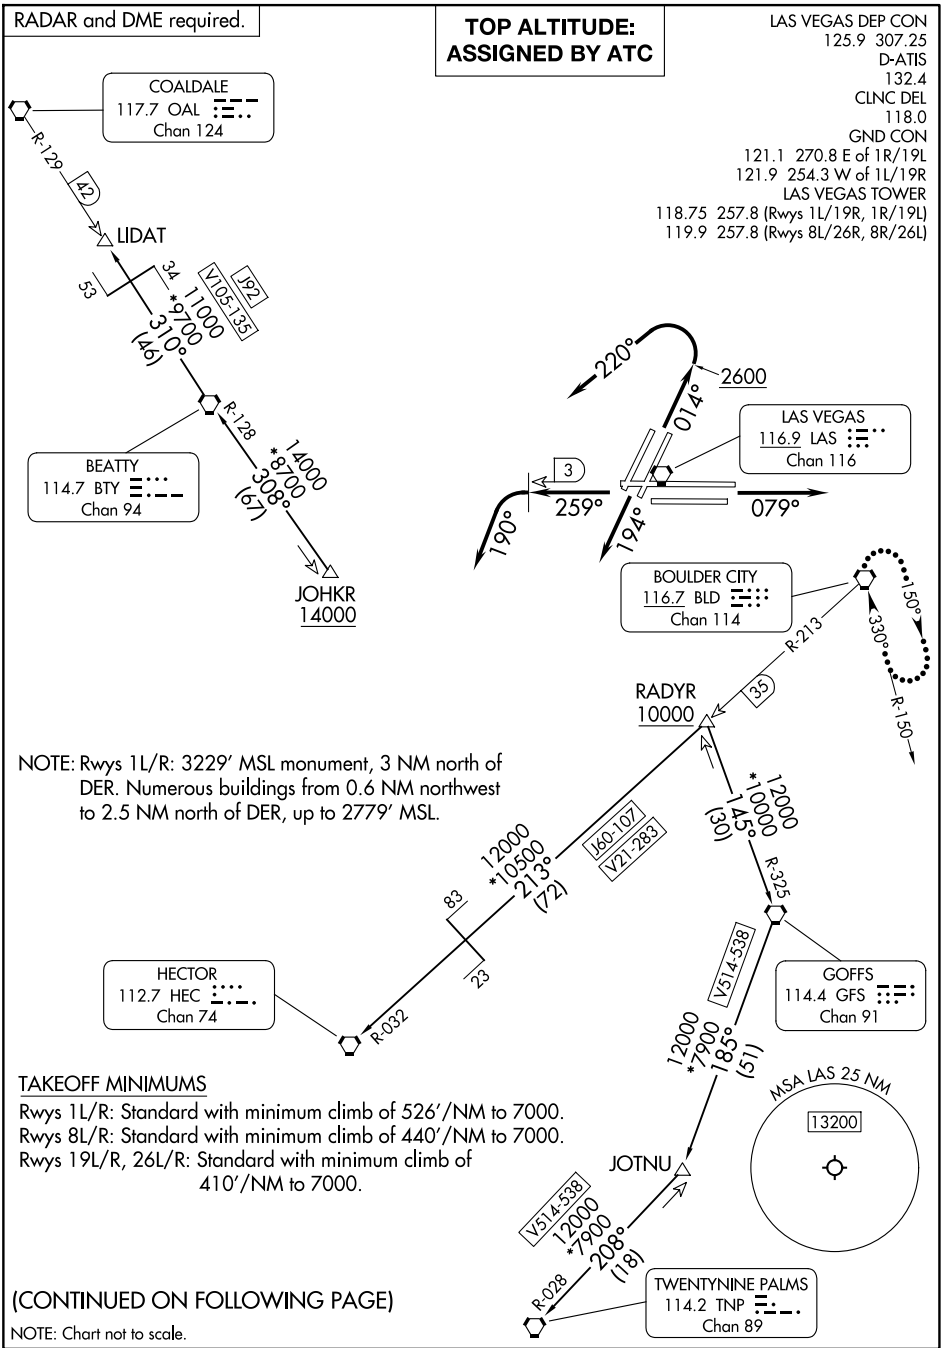 RADAR and DME required.
TOP ALTITUDE:
ASSIGNED BY ATC
LAS VEGAS DEP CON
125.9 307.25
D-ATIS
132.4
CLNC DEL
118.0
GND CON
121.1 270.8 E of 1R/19L
121.9 254.3 W of 1L/19R
LAS VEGAS TOWER
118.75 257.8 (Rwys 1L/19R, 1R/19L)
119.9 257.8 (Rwys 8L/26R, 8R/26L)
COALDALE
117.7 OAL
Chan 124
R-129
42
LIDAT
53
34
J92
V105-135
11000
*9700
310°
(46)
BEATTY
114.7 BTY
Chan 94
R-128
14000
*8700
308°
(67)
JOHKR
14000
220°
2600
014°
LAS VEGAS
116.9 LAS
Chan 116
3
259°
079°
190°
194°
BOULDER CITY
116.7 BLD
Chan 114
150°
330°
R-150
R-213
35
RADYR
10000
NOTE: Rwys 1L/R: 3229' MSL monument, 3 NM north of
DER. Numerous buildings from 0.6 NM northwest
to 2.5 NM north of DER, up to 2779' MSL.
J60-107
V21-283
12000
*10500
213°
(72)
83
23
12000
*10000
145°
(30)
R-325
HECTOR
112.7 HEC
Chan 74
R-032
GOFFS
114.4 GFS
Chan 91
V514-538
12000
*7900
185°
(51)
TAKEOFF MINIMUMS
Rwys 1L/R: Standard with minimum climb of 526'/NM to 7000.
Rwys 8L/R: Standard with minimum climb of 440'/NM to 7000.
Rwys 19L/R, 26L/R: Standard with minimum climb of
410'/NM to 7000.
MSA LAS 25 NM
13200
JOTNU
V514-538
12000
*7900
208°
(18)
R-028
TWENTYNINE PALMS
114.2 TNP
Chan 89
(CONTINUED ON FOLLOWING PAGE)
NOTE: Chart not to scale.